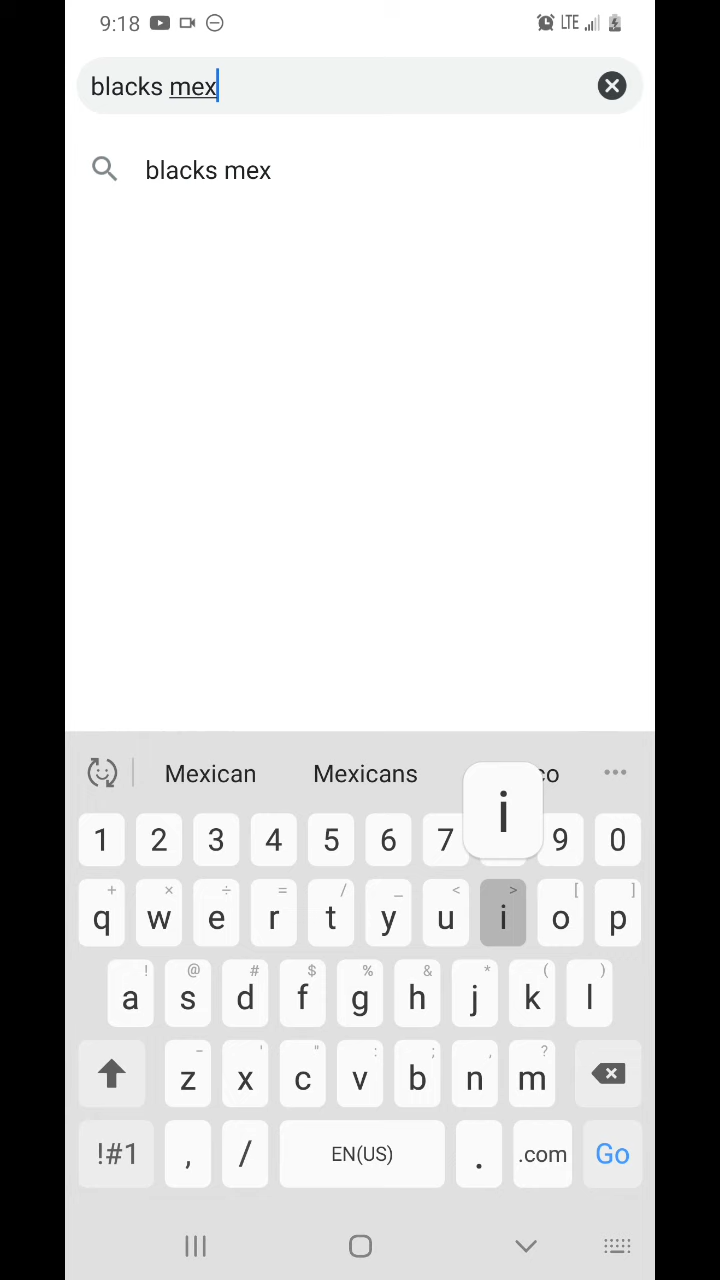 9:18 LTE
blacks mex
blacks mex
Mexican Mexicans co
i
1 2 3 4 5 6 7 9 0
+ × ÷ = / _ < > [ ]
q w e r t y u i o p
! @ # $ % & * ( )
a s d f g h j k l
- ' " : ; , ?
z x c v b n m
!#1 , / EN(US) . .com Go